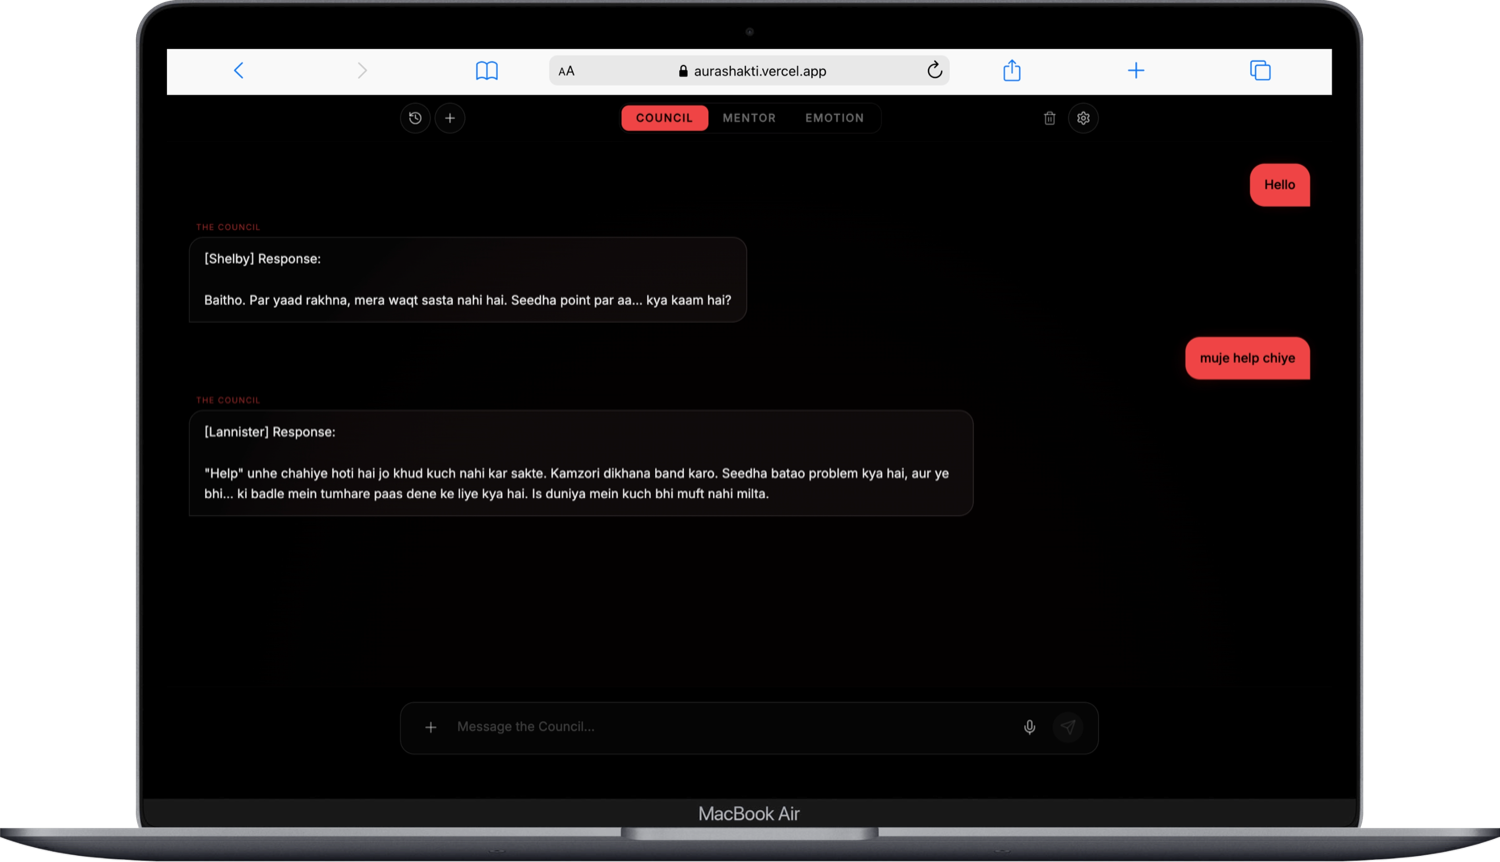 AA aurashakti.vercel.app
COUNCIL MENTOR EMOTION
Hello
THE COUNCIL
[Shelby] Response:
Baitho. Par yaad rakhna, mera waqt sasta nahi hai. Seedha point par aa... kya kaam hai?
muje help chiye
THE COUNCIL
[Lannister] Response:
"Help" unhe chahiye hoti hai jo khud kuch nahi kar sakte. Kamzori dikhana band karo. Seedha batao problem kya hai, aur ye
bhi... ki badle mein tumhare paas dene ke liye kya hai. Is duniya mein kuch bhi muft nahi milta.
Message the Council...
MacBook Air